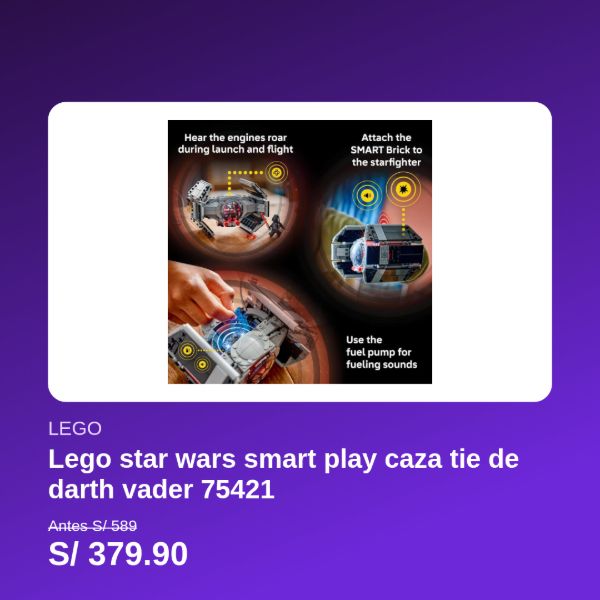 Hear the engines roar
during launch and flight
Attach the
SMART Brick to
the starfighter
Use the
fuel pump for
fueling sounds
LEGO
Lego star wars smart play caza tie de
darth vader 75421
Antes S/ 589
S/ 379.90